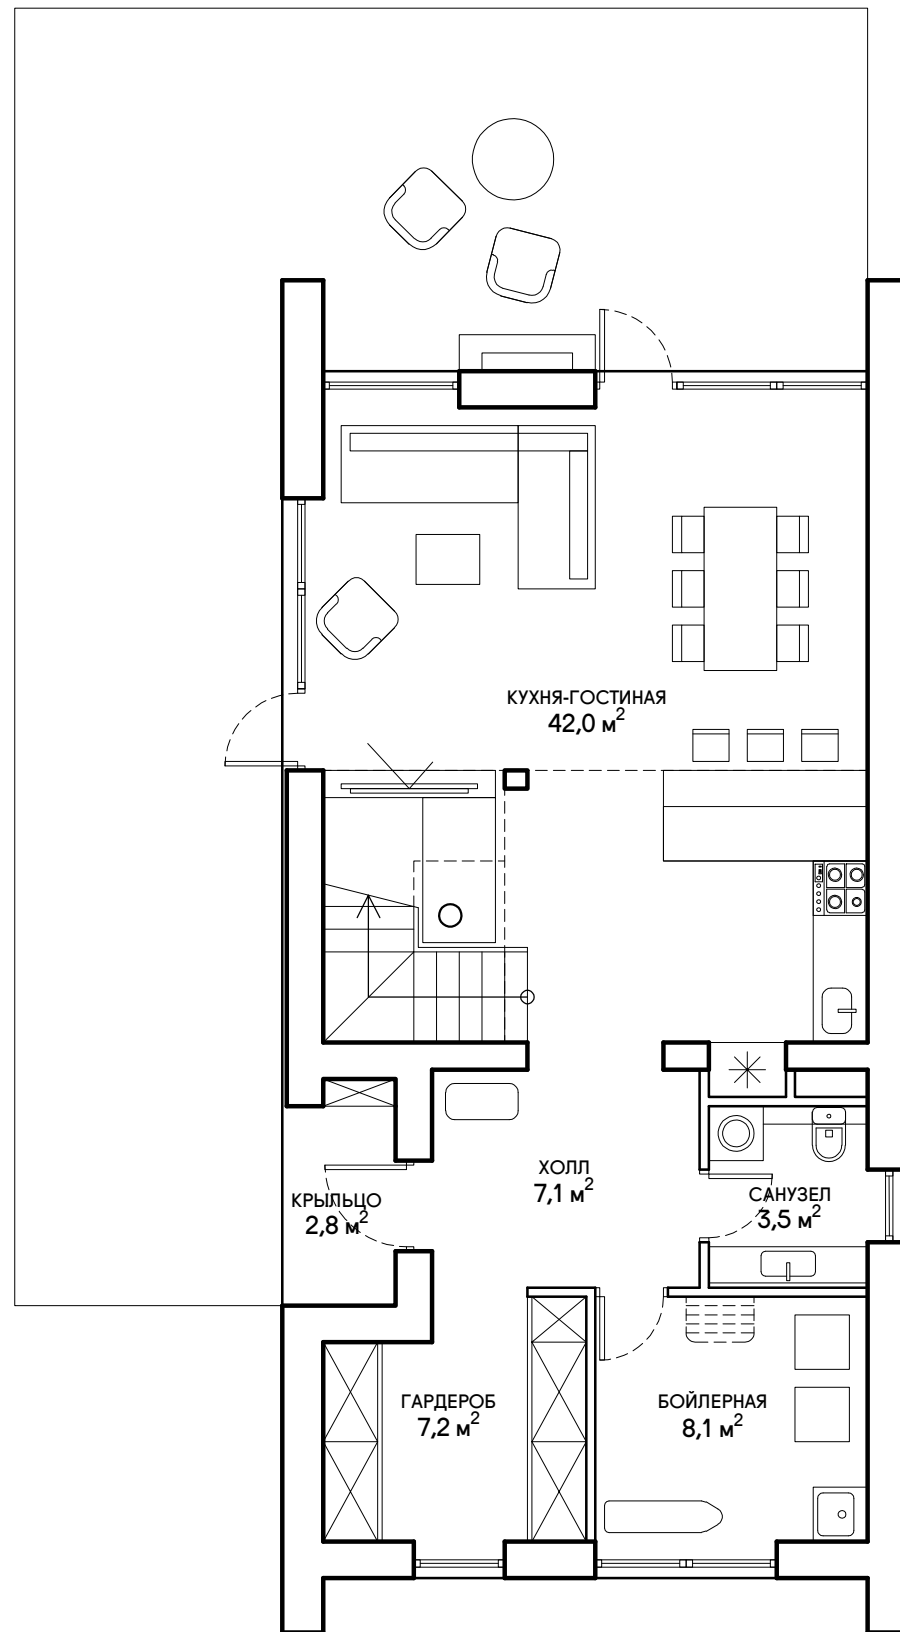 КУХНЯ-ГОСТИНАЯ
42,0 м²
ХОЛЛ
7,1 м²
КРЫЛЬЦО
2,8 м²
САНУЗЕЛ
3,5 м²
ГАРДЕРОБ
7,2 м²
БОЙЛЕРНАЯ
8,1 м²